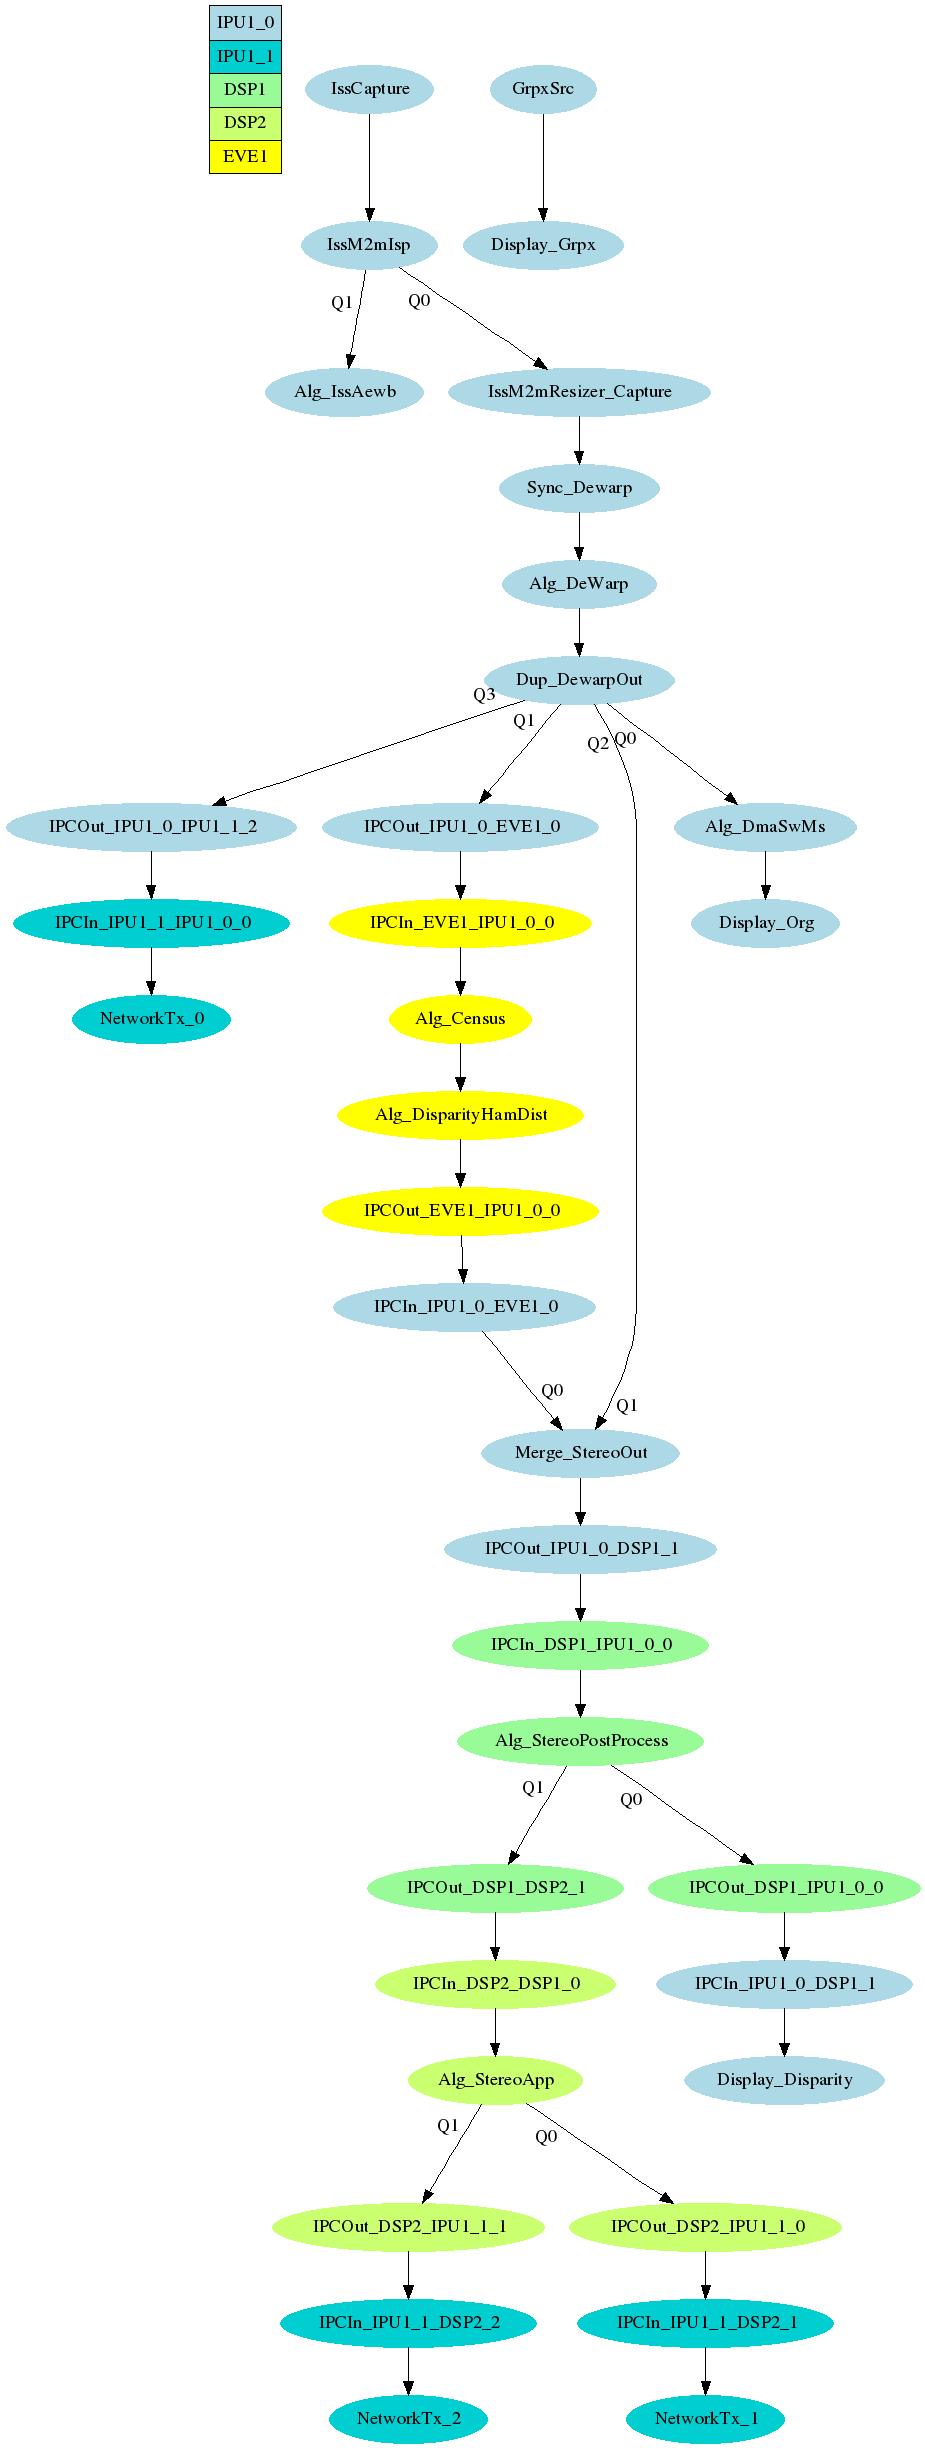 IPU1_0
IPU1_1
DSP1
DSP2
EVE1
IssCapture
GrpxSrc
IssM2mIsp
Display_Grpx
Q1
Q0
Alg_IssAewb
IssM2mResizer_Capture
Sync_Dewarp
Alg_DeWarp
Dup_DewarpOut
Q3
Q1
Q2
Q0
IPCOut_IPU1_0_IPU1_1_2
IPCOut_IPU1_0_EVE1_0
Alg_DmaSwMs
IPCIn_IPU1_1_IPU1_0_0
IPCIn_EVE1_IPU1_0_0
Display_Org
NetworkTx_0
Alg_Census
Alg_DisparityHamDist
IPCOut_EVE1_IPU1_0_0
IPCIn_IPU1_0_EVE1_0
Q0
Q1
Merge_StereoOut
IPCOut_IPU1_0_DSP1_1
IPCIn_DSP1_IPU1_0_0
Alg_StereoPostProcess
Q1
Q0
IPCOut_DSP1_DSP2_1
IPCOut_DSP1_IPU1_0_0
IPCIn_DSP2_DSP1_0
IPCIn_IPU1_0_DSP1_1
Alg_StereoApp
Display_Disparity
Q1
Q0
IPCOut_DSP2_IPU1_1_1
IPCOut_DSP2_IPU1_1_0
IPCIn_IPU1_1_DSP2_2
IPCIn_IPU1_1_DSP2_1
NetworkTx_2
NetworkTx_1